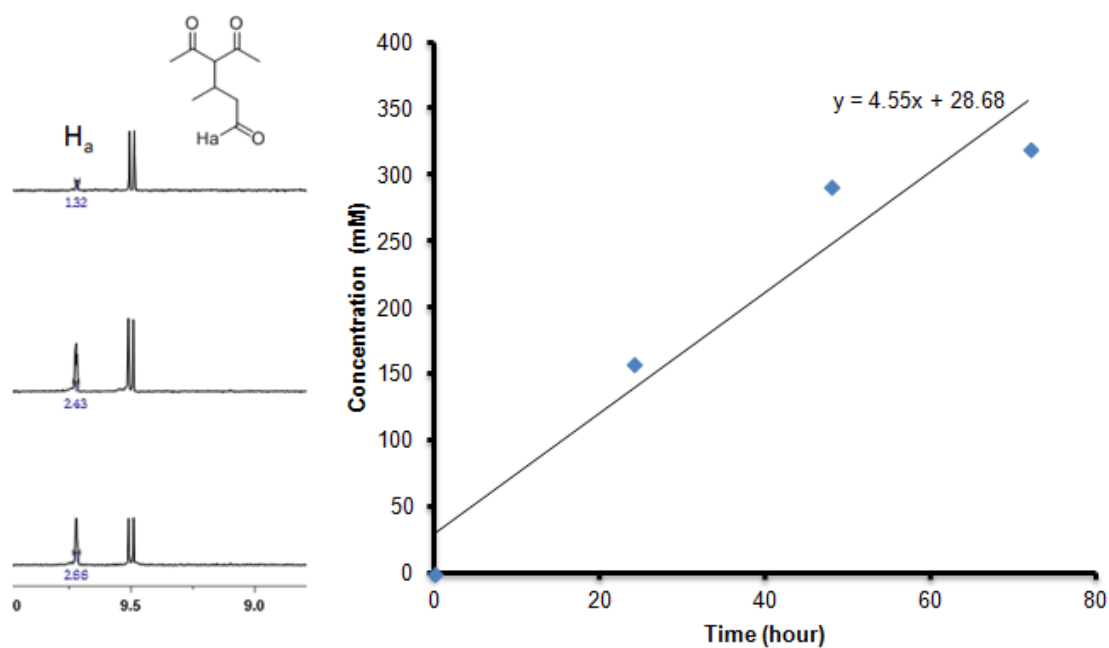 O O
Ha O
Hₐ
1.32
2.43
2.66
0 9.5 9.0
y = 4.55x + 28.68
Concentration (mM)
400
350
300
250
200
150
100
50
0
0 20 40 60 80
Time (hour)